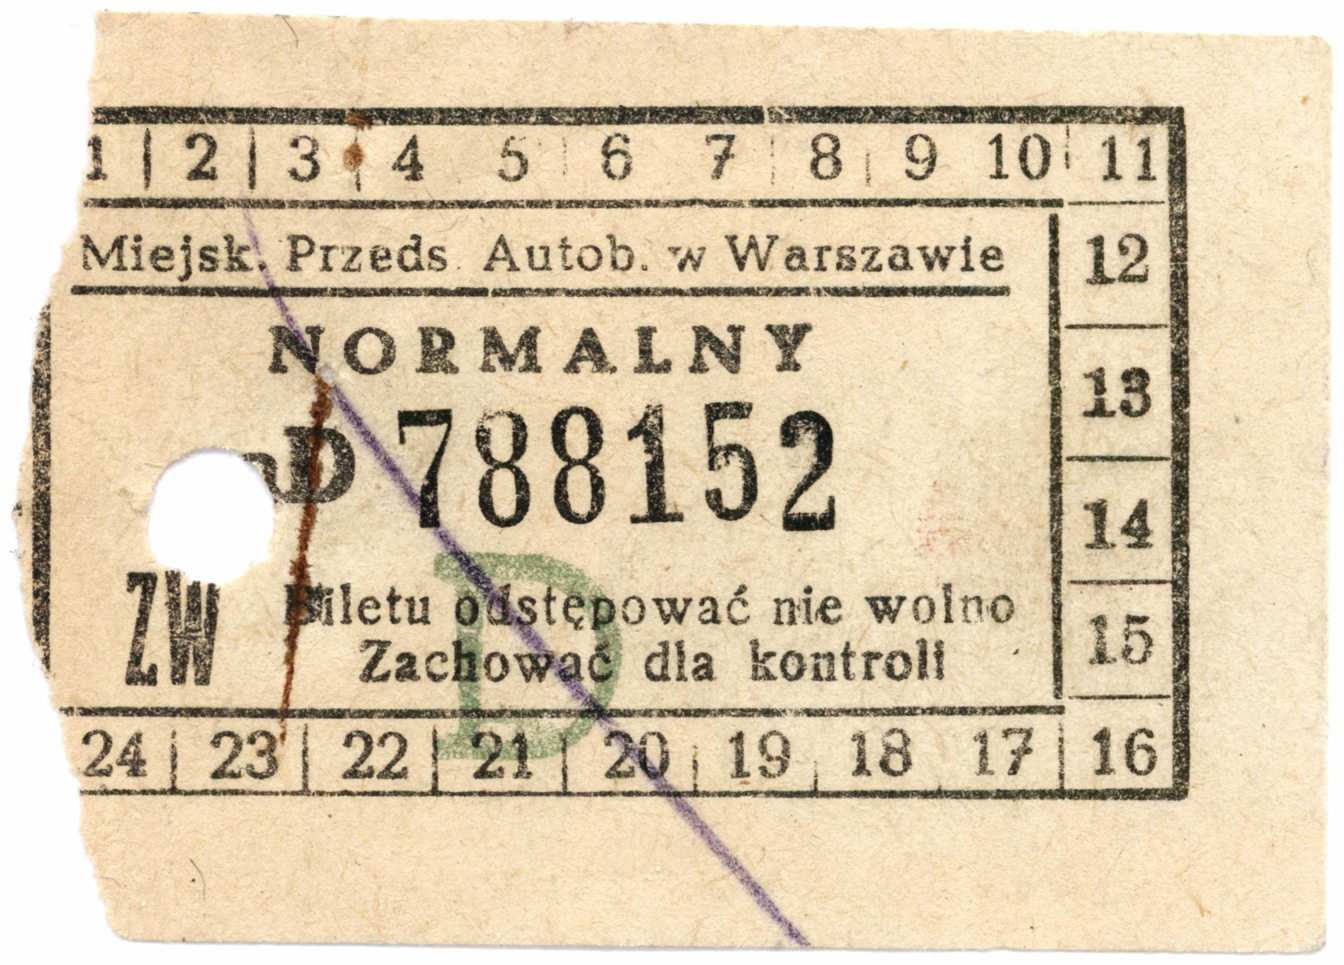 1 2 3 4 5 6 7 8 9 10 11
Miejsk. Przeds. Autob. w Warszawie
12
NORMALNY
13
D 788152
14
D
ZW
Biletu odstępować nie wolno
15
Zachować dla kontroli
24 23 22 21 20 19 18 17 16